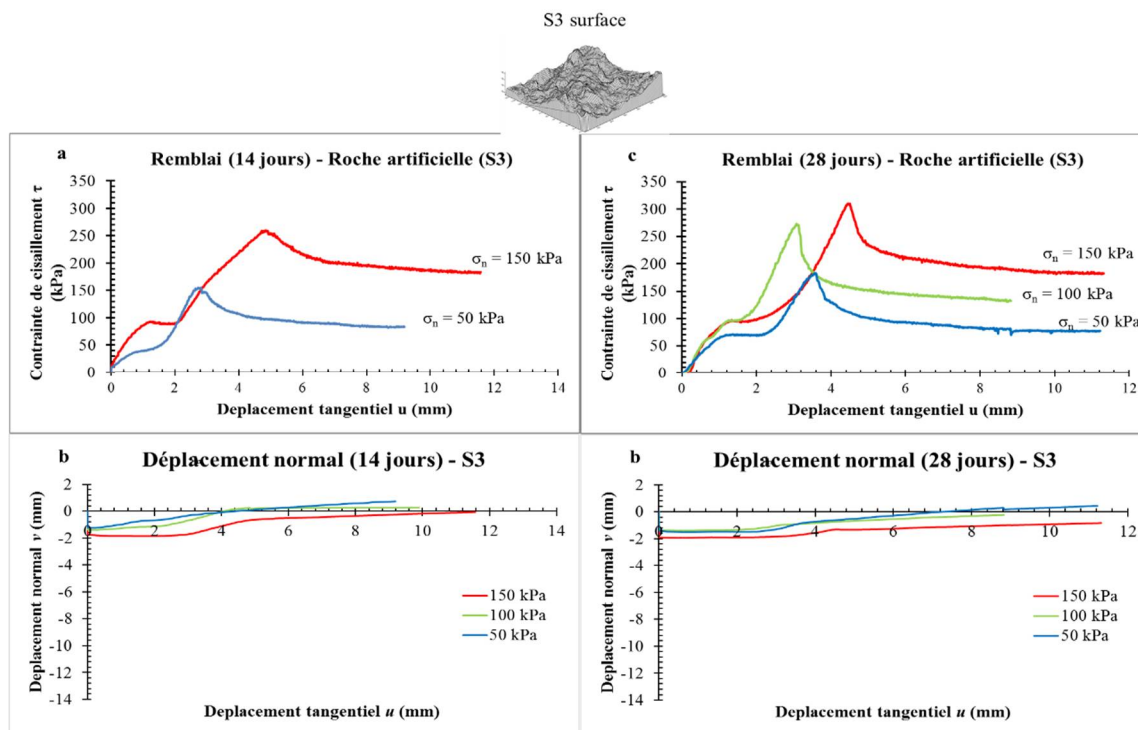 S3 surface
a
Remblai (14 jours) - Roche artificielle (S3)
Contrainte de cisaillement τ
(kPa)
350
300
250
200
150
100
50
0
σn = 150 kPa
σn = 50 kPa
0 2 4 6 8 10 12 14
Deplacement tangentiel u (mm)
c
Remblai (28 jours) - Roche artificielle (S3)
Contrainte de cisaillement τ
(kPa)
350
300
250
200
150
100
50
0
σn = 150 kPa
σn = 100 kPa
σn = 50 kPa
0 2 4 6 8 10 12
Deplacement tangentiel u (mm)
b
Déplacement normal (14 jours) - S3
Deplacement normal v (mm)
2
0
-2
-4
-6
-8
-10
-12
-14
0 2 4 6 8 10 12 14
150 kPa
100 kPa
50 kPa
Deplacement tangentiel u (mm)
b
Déplacement normal (28 jours) - S3
Deplacement normal v (mm)
2
0
-2
-4
-6
-8
-10
-12
-14
0 2 4 6 8 10 12
150 kPa
100 kPa
50 kPa
Deplacement tangentiel u (mm)